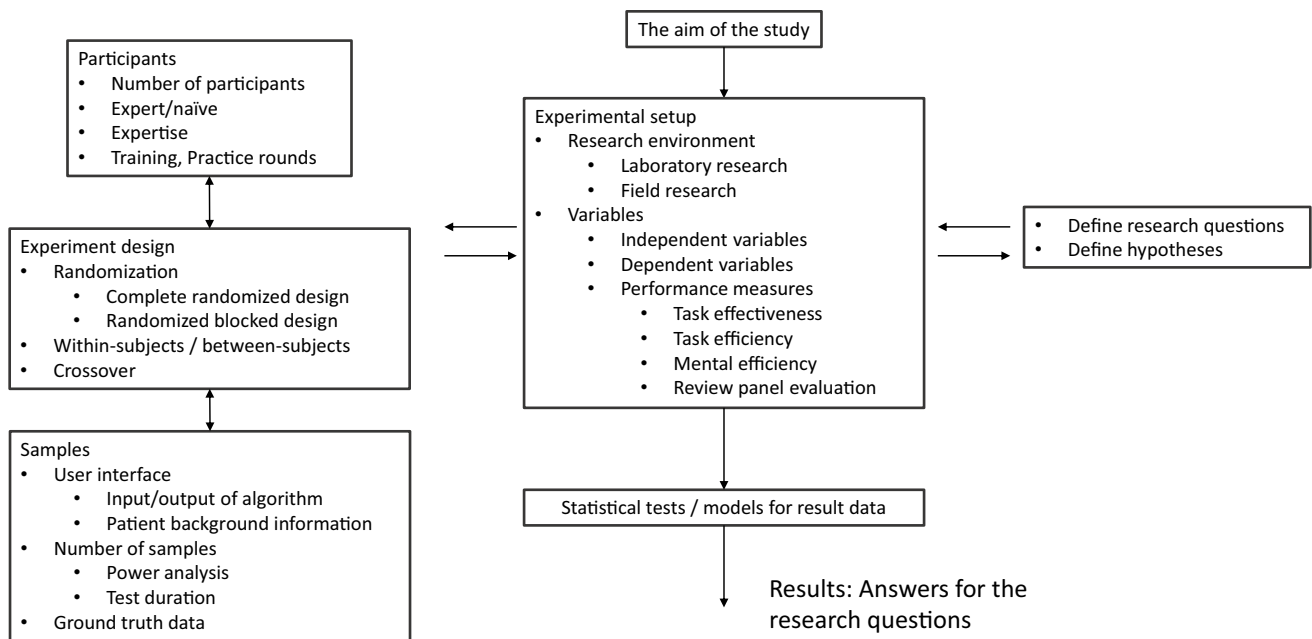 The aim of the study
Participants
• Number of participants
• Expert/naïve
• Expertise
• Training, Practice rounds
Experiment design
• Randomization
• Complete randomized design
• Randomized blocked design
• Within-subjects / between-subjects
• Crossover
Samples
• User interface
• Input/output of algorithm
• Patient background information
• Number of samples
• Power analysis
• Test duration
• Ground truth data
Experimental setup
• Research environment
• Laboratory research
• Field research
• Variables
• Independent variables
• Dependent variables
• Performance measures
• Task effectiveness
• Task efficiency
• Mental efficiency
• Review panel evaluation
• Define research questions
• Define hypotheses
Statistical tests / models for result data
Results: Answers for the
research questions